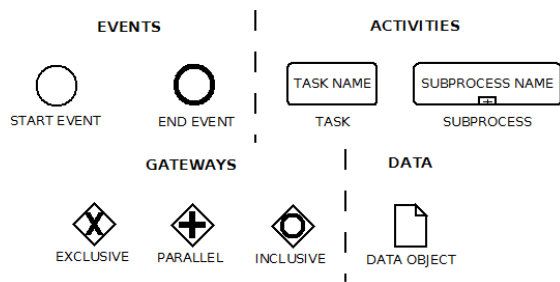 EVENTS
ACTIVITIES
TASK NAME
SUBPROCESS NAME
START EVENT
END EVENT
TASK
SUBPROCESS
GATEWAYS
DATA
X
EXCLUSIVE
PARALLEL
INCLUSIVE
DATA OBJECT